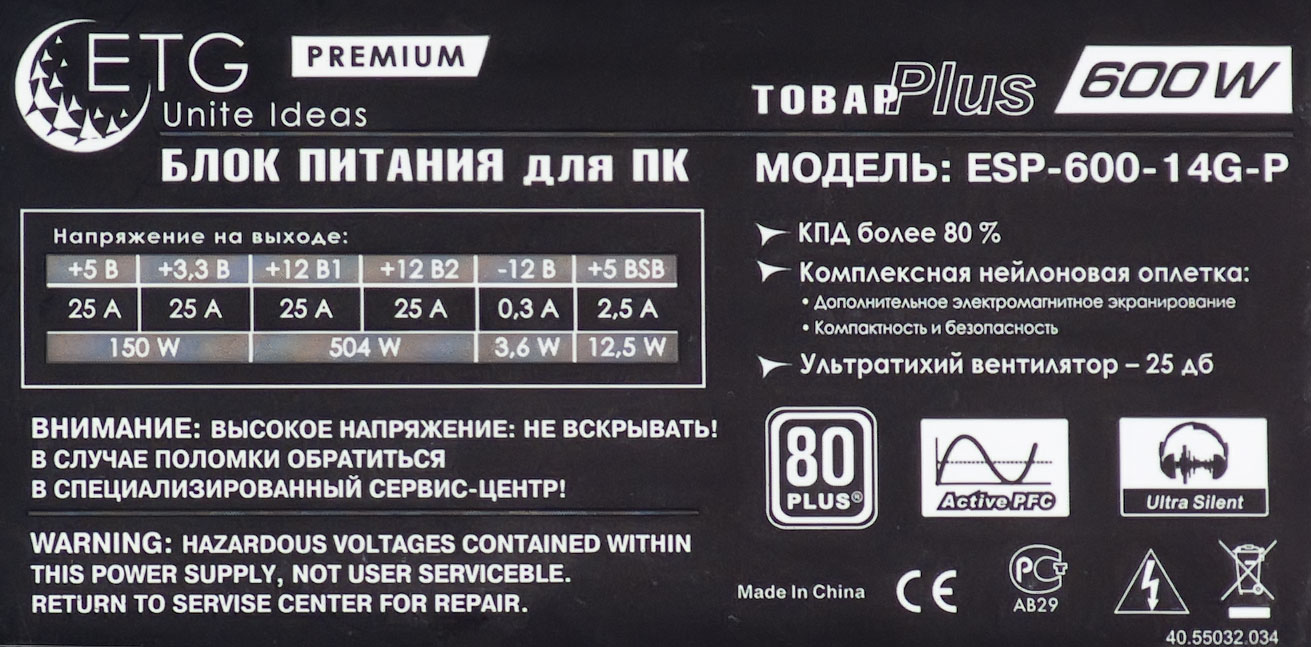 ETG PREMIUM
Unite Ideas
ТОВАР Plus 600W
БЛОК ПИТАНИЯ для ПК
МОДЕЛЬ: ESP-600-14G-P
Напряжение на выходе:
+5 В +3,3 В +12 В1 +12 В2 -12 В +5 BSB
25 А 25 А 25 А 25 А 0,3 А 2,5 А
150 W 504 W 3,6 W 12,5 W
КПД более 80 %
Комплексная нейлоновая оплетка:
• Дополнительное электромагнитное экранирование
• Компактность и безопасность
Ультратихий вентилятор – 25 дб
ВНИМАНИЕ: ВЫСОКОЕ НАПРЯЖЕНИЕ: НЕ ВСКРЫВАТЬ!
В СЛУЧАЕ ПОЛОМКИ ОБРАТИТЬСЯ
В СПЕЦИАЛИЗИРОВАННЫЙ СЕРВИС-ЦЕНТР!
WARNING: HAZARDOUS VOLTAGES CONTAINED WITHIN
THIS POWER SUPPLY, NOT USER SERVICEBLE.
RETURN TO SERVISE CENTER FOR REPAIR.
80
PLUS®
Active PFC
Ultra Silent
Made In China
CE
РСТ
АВ29
40.55032.034